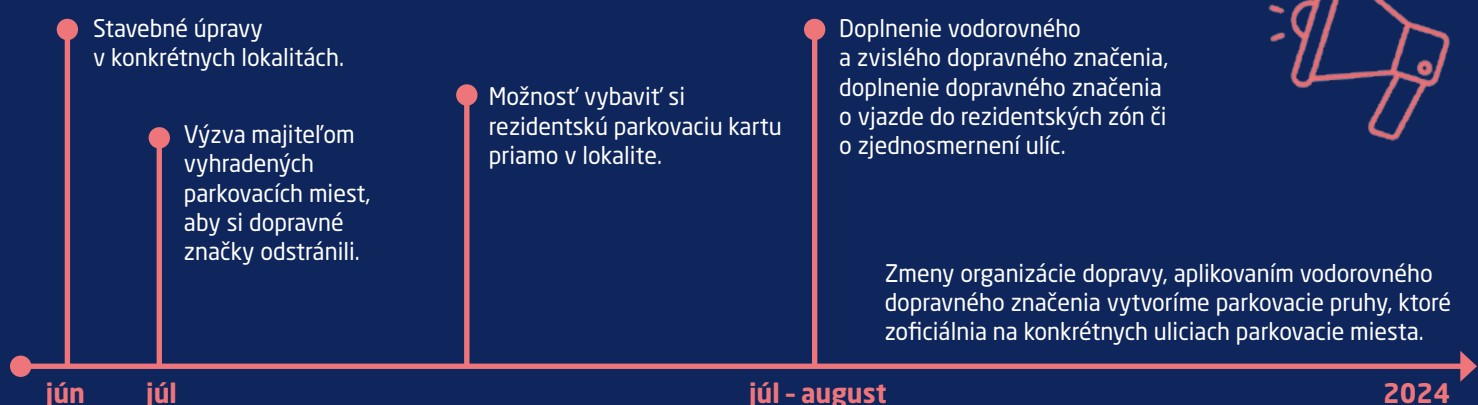 Stavebné úpravy
v konkrétnych lokalitách.
Výzva majiteľom
vyhradených
parkovacích miest,
aby si dopravné
značky odstránili.
Možnosť vybaviť si
rezidentskú parkovaciu kartu
priamo v lokalite.
Doplnenie vodorovného
a zvislého dopravného značenia,
doplnenie dopravného značenia
o vjazde do rezidentských zón či
o zjednosmernení ulíc.
Zmeny organizácie dopravy, aplikovaním vodorovného
dopravného značenia vytvoríme parkovacie pruhy, ktoré
zoficiálnia na konkrétnych uliciach parkovacie miesta.
jún
júl
júl – august
2024